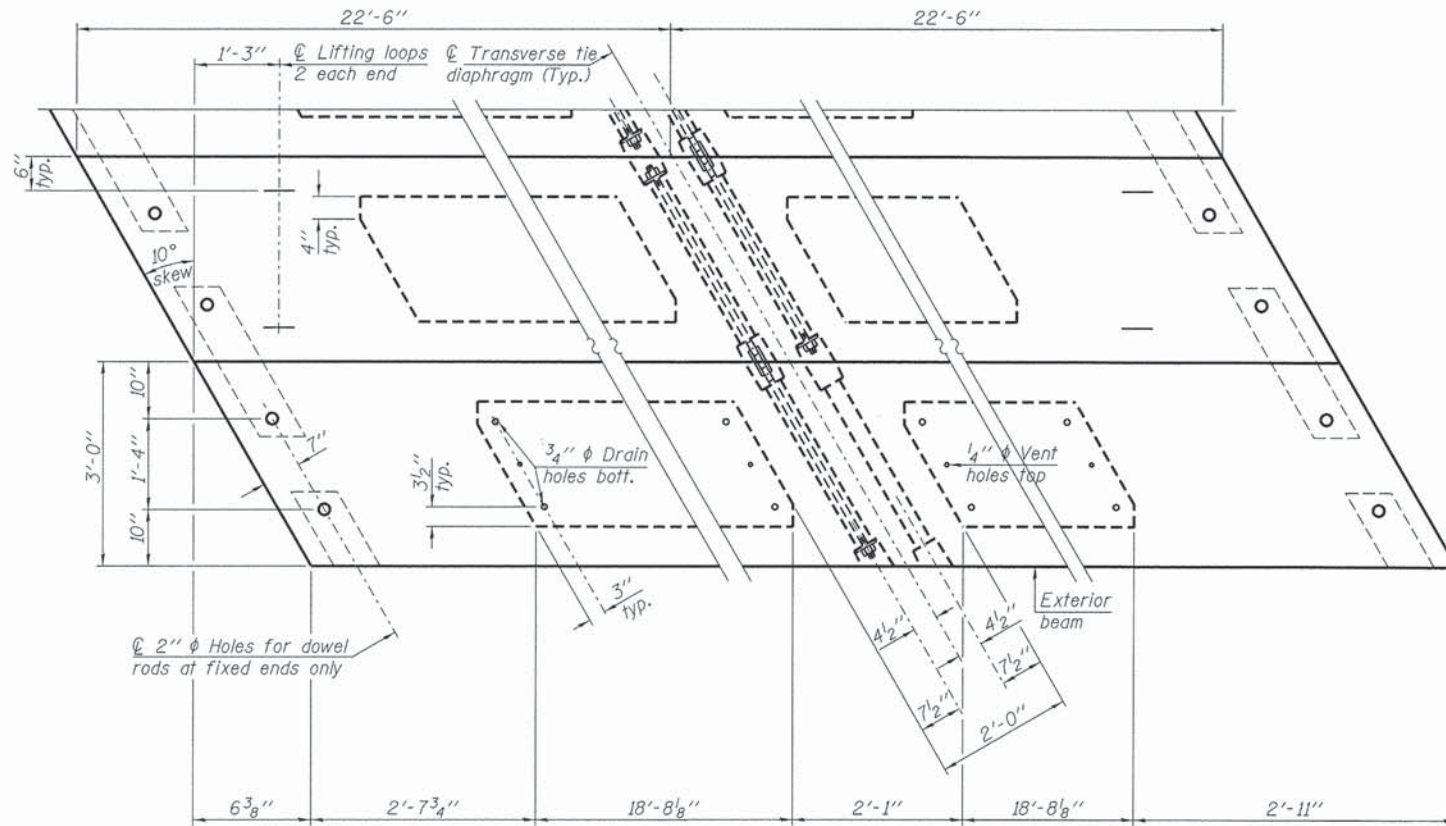 22'-6"
22'-6"
1'-3"
℄ Lifting loops
2 each end
℄ Transverse tie
diaphragm (Typ.)
6"
typ.
4"
typ.
10°
skew
10"
1'-4"
10"
3'-0"
7"
3 1/2"
typ.
3/4" φ Drain
holes bott.
1/4" φ Vent
holes top
3"
typ.
Exterior
beam
℄ 2" φ Holes for dowel
rods at fixed ends only
4 1/2"
4 1/2"
7 1/2"
7 1/2"
2'-0"
6 3/8"
2'-7 3/4"
18'-8 1/8"
2'-1"
18'-8 1/8"
2'-11"